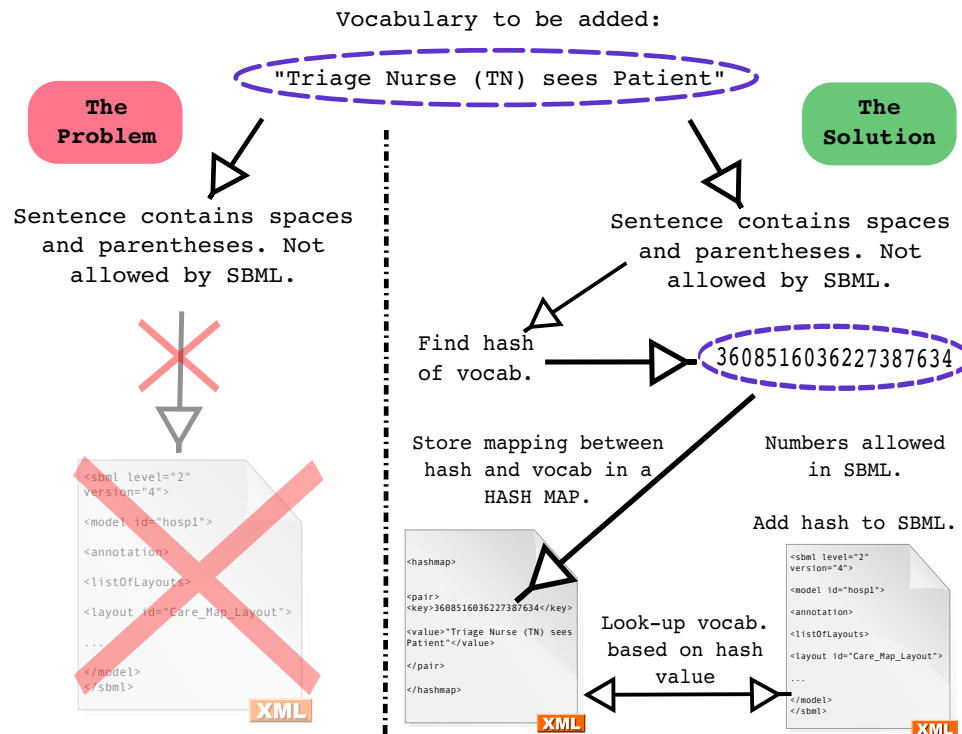 Vocabulary to be added:
"Triage Nurse (TN) sees Patient"
The
Problem
Sentence contains spaces
and parentheses. Not
allowed by SBML.
<sbml level="2"
version="4">
<model id="hosp1">
<annotation>
<listOfLayouts>
<layout id="Care_Map_Layout">
...
</model>
</sbml>
XML
The
Solution
Sentence contains spaces
and parentheses. Not
allowed by SBML.
Find hash
of vocab.
3608516036227387634
Store mapping between
hash and vocab in a
HASH MAP.
Numbers allowed
in SBML.
Add hash to SBML.
<hashmap>
<pair>
<key>3608516036227387634</key>
<value>"Triage Nurse (TN) sees
Patient"</value>
</pair>
</hashmap>
XML
Look-up vocab.
based on hash
value
<sbml level="2"
version="4">
<model id="hosp1">
<annotation>
<listOfLayouts>
<layout id="Care_Map_Layout">
...
</model>
</sbml>
XML